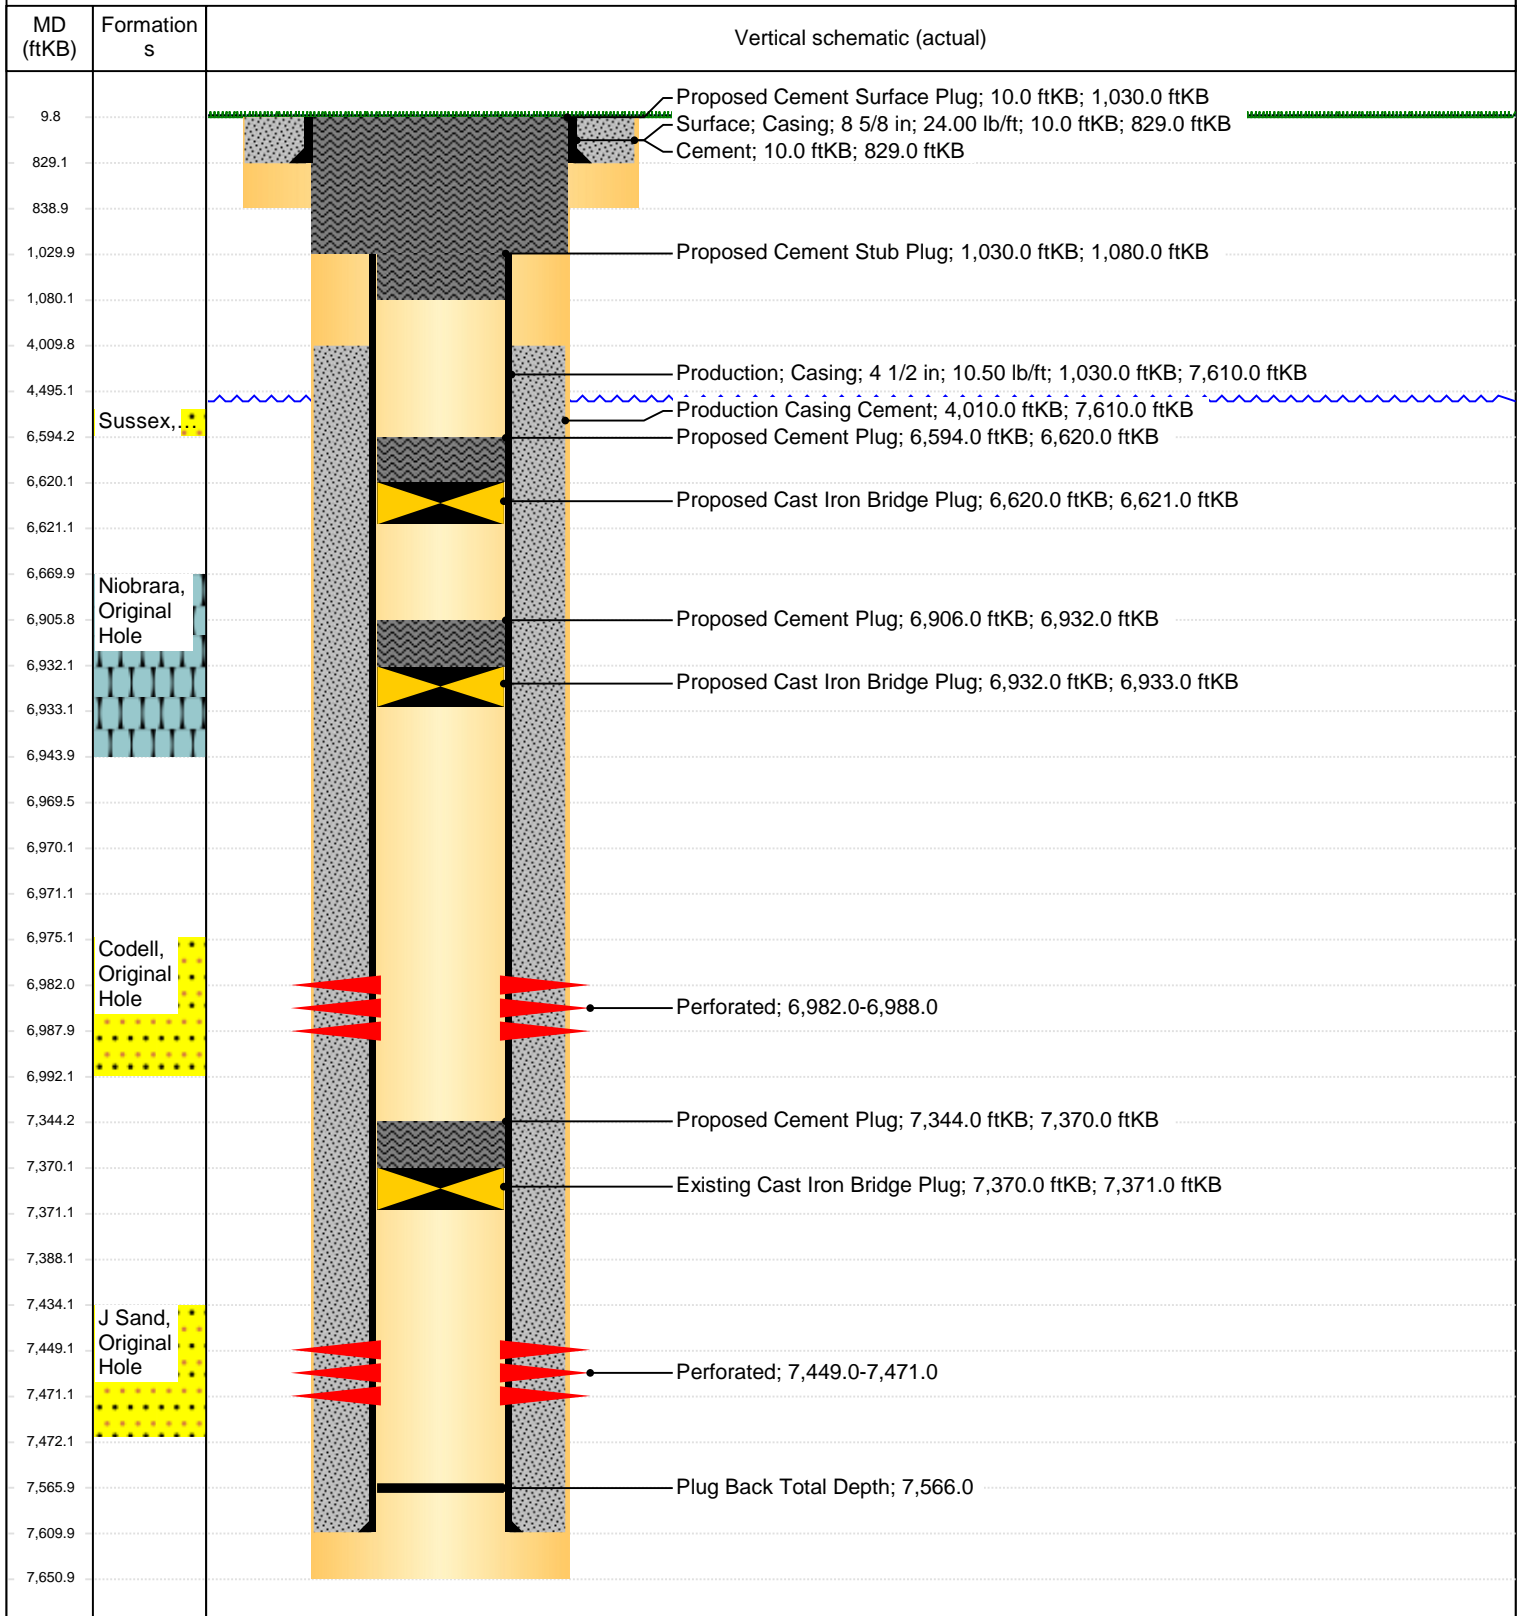 MD
(ftKB)
Formation
s
Vertical schematic (actual)
9.8
829.1
838.9
1,029.9
1,080.1
4,009.8
4,495.1
6,594.2
6,620.1
6,621.1
6,669.9
6,905.8
6,932.1
6,933.1
6,943.9
6,969.5
6,970.1
6,971.1
6,975.1
6,982.0
6,987.9
6,992.1
7,344.2
7,370.1
7,371.1
7,388.1
7,434.1
7,449.1
7,471.1
7,472.1
7,565.9
7,609.9
7,650.9
Sussex,...
Niobrara,
Original
Hole
Codell,
Original
Hole
J Sand,
Original
Hole
Proposed Cement Surface Plug; 10.0 ftKB; 1,030.0 ftKB
Surface; Casing; 8 5/8 in; 24.00 lb/ft; 10.0 ftKB; 829.0 ftKB
Cement; 10.0 ftKB; 829.0 ftKB
Proposed Cement Stub Plug; 1,030.0 ftKB; 1,080.0 ftKB
Production; Casing; 4 1/2 in; 10.50 lb/ft; 1,030.0 ftKB; 7,610.0 ftKB
Production Casing Cement; 4,010.0 ftKB; 7,610.0 ftKB
Proposed Cement Plug; 6,594.0 ftKB; 6,620.0 ftKB
Proposed Cast Iron Bridge Plug; 6,620.0 ftKB; 6,621.0 ftKB
Proposed Cement Plug; 6,906.0 ftKB; 6,932.0 ftKB
Proposed Cast Iron Bridge Plug; 6,932.0 ftKB; 6,933.0 ftKB
Perforated; 6,982.0-6,988.0
Proposed Cement Plug; 7,344.0 ftKB; 7,370.0 ftKB
Existing Cast Iron Bridge Plug; 7,370.0 ftKB; 7,371.0 ftKB
Perforated; 7,449.0-7,471.0
Plug Back Total Depth; 7,566.0